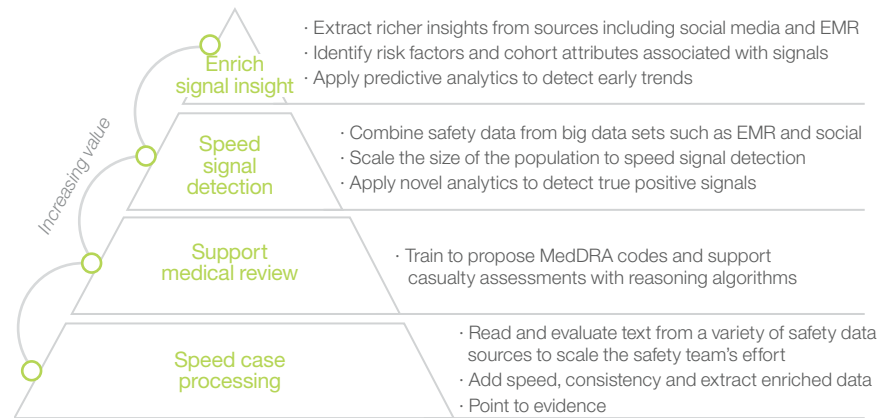 · Extract richer insights from sources including social media and EMR
· Identify risk factors and cohort attributes associated with signals
· Apply predictive analytics to detect early trends
Enrich
signal insight
· Combine safety data from big data sets such as EMR and social
· Scale the size of the population to speed signal detection
· Apply novel analytics to detect true positive signals
Speed
signal
detection
Increasing value
Support
medical review
· Train to propose MedDRA codes and support
casualty assessments with reasoning algorithms
Speed case
processing
· Read and evaluate text from a variety of safety data
sources to scale the safety team's effort
· Add speed, consistency and extract enriched data
· Point to evidence